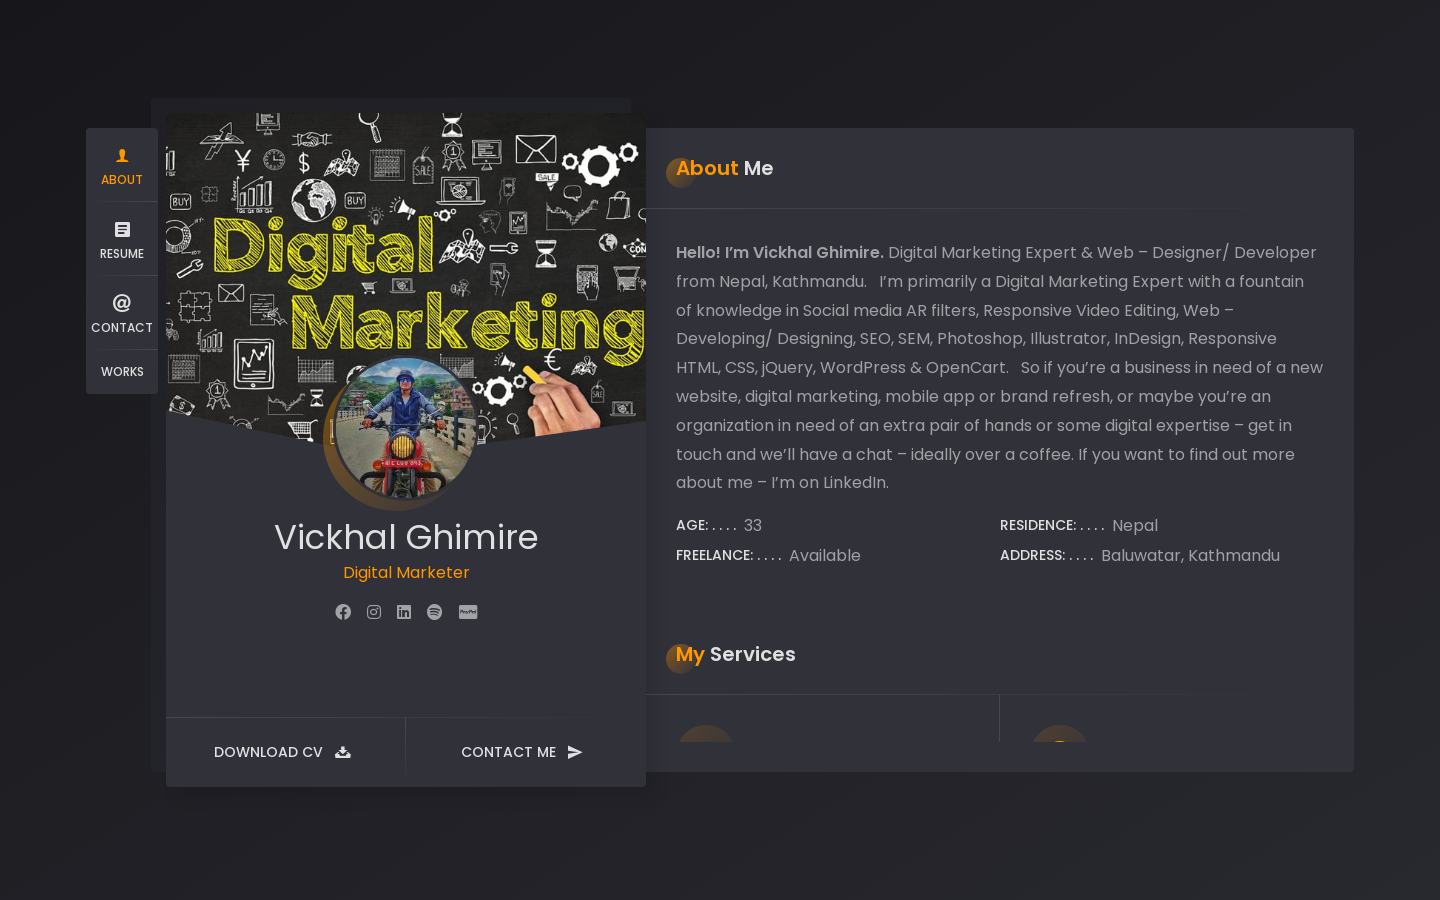 ABOUT
RESUME
CONTACT
WORKS
SALE
SALE
BUY
BUY
Digital
Marketing
Vickhal Ghimire
Digital Marketer
DOWNLOAD CV
CONTACT ME
About Me
Hello! I’m Vickhal Ghimire. Digital Marketing Expert & Web – Designer/ Developer
from Nepal, Kathmandu.   I’m primarily a Digital Marketing Expert with a fountain
of knowledge in Social media AR filters, Responsive Video Editing, Web –
Developing/ Designing, SEO, SEM, Photoshop, Illustrator, InDesign, Responsive
HTML, CSS, jQuery, WordPress & OpenCart.   So if you’re a business in need of a new
website, digital marketing, mobile app or brand refresh, or maybe you’re an
organization in need of an extra pair of hands or some digital expertise – get in
touch and we’ll have a chat – ideally over a coffee. If you want to find out more
about me – I’m on LinkedIn.
AGE: . . . . 33
RESIDENCE: . . . . Nepal
FREELANCE: . . . . Available
ADDRESS: . . . . Baluwatar, Kathmandu
My Services